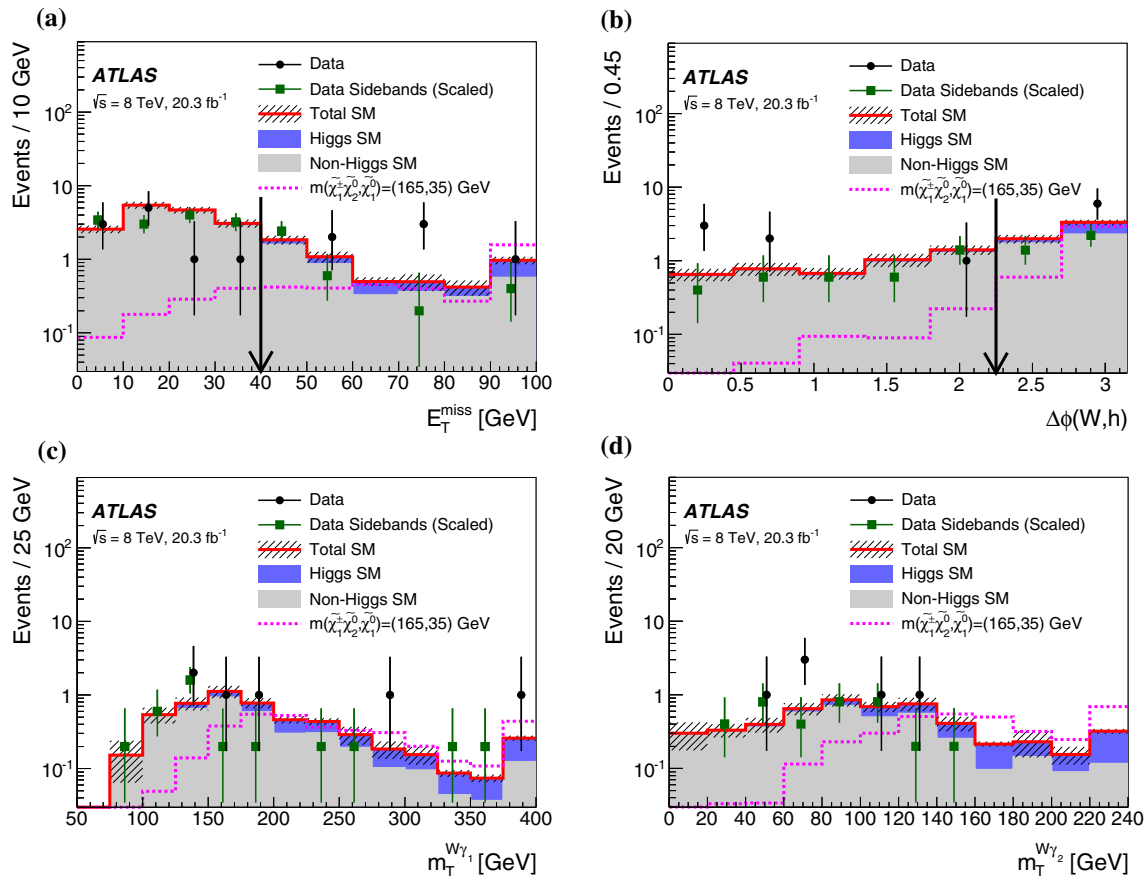 (a)
Events / 10 GeV
ATLAS
√s = 8 TeV, 20.3 fb⁻¹
Data
Data Sidebands (Scaled)
Total SM
Higgs SM
Non-Higgs SM
m(χ̃₁±χ̃₂⁰,χ̃₁⁰)=(165,35) GeV
10²
10
1
10⁻¹
0 10 20 30 40 50 60 70 80 90 100
E_T^miss [GeV]
(b)
Events / 0.45
ATLAS
√s = 8 TeV, 20.3 fb⁻¹
Data
Data Sidebands (Scaled)
Total SM
Higgs SM
Non-Higgs SM
m(χ̃₁±χ̃₂⁰,χ̃₁⁰)=(165,35) GeV
10²
10
1
10⁻¹
0 0.5 1 1.5 2 2.5 3
Δϕ(W,h)
(c)
Events / 25 GeV
ATLAS
√s = 8 TeV, 20.3 fb⁻¹
Data
Data Sidebands (Scaled)
Total SM
Higgs SM
Non-Higgs SM
m(χ̃₁±χ̃₂⁰,χ̃₁⁰)=(165,35) GeV
10²
10
1
10⁻¹
50 100 150 200 250 300 350 400
m_T^Wγ₁ [GeV]
(d)
Events / 20 GeV
ATLAS
√s = 8 TeV, 20.3 fb⁻¹
Data
Data Sidebands (Scaled)
Total SM
Higgs SM
Non-Higgs SM
m(χ̃₁±χ̃₂⁰,χ̃₁⁰)=(165,35) GeV
10²
10
1
10⁻¹
0 20 40 60 80 100 120 140 160 180 200 220 240
m_T^Wγ₂ [GeV]